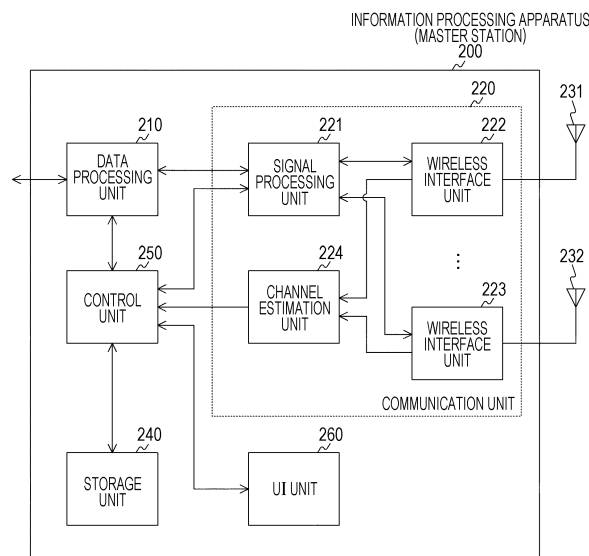 INFORMATION PROCESSING APPARATUS
(MASTER STATION)
200
220
231
210
221
222
DATA
PROCESSING
UNIT
SIGNAL
PROCESSING
UNIT
WIRELESS
INTERFACE
UNIT
250
224
...
232
CONTROL
UNIT
CHANNEL
ESTIMATION
UNIT
223
WIRELESS
INTERFACE
UNIT
COMMUNICATION UNIT
240
260
STORAGE
UNIT
UI UNIT